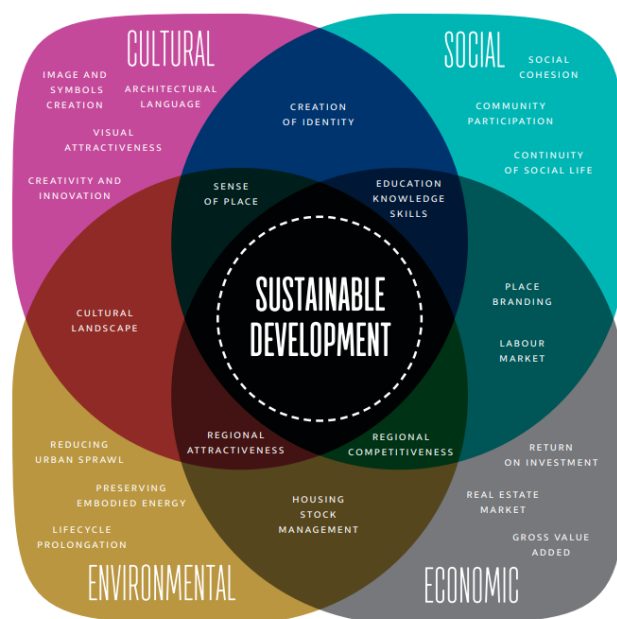 CULTURAL
IMAGE AND
SYMBOLS
CREATION
ARCHITECTURAL
LANGUAGE
VISUAL
ATTRACTIVENESS
CREATIVITY AND
INNOVATION
CREATION
OF IDENTITY
SOCIAL
SOCIAL
COHESION
COMMUNITY
PARTICIPATION
CONTINUITY
OF SOCIAL LIFE
SENSE
OF PLACE
EDUCATION
KNOWLEDGE
SKILLS
CULTURAL
LANDSCAPE
SUSTAINABLE
DEVELOPMENT
PLACE
BRANDING
LABOUR
MARKET
REGIONAL
ATTRACTIVENESS
REGIONAL
COMPETITIVENESS
REDUCING
URBAN SPRAWL
PRESERVING
EMBODIED ENERGY
LIFECYCLE
PROLONGATION
ENVIRONMENTAL
HOUSING
STOCK
MANAGEMENT
RETURN
ON INVESTMENT
REAL ESTATE
MARKET
GROSS VALUE
ADDED
ECONOMIC